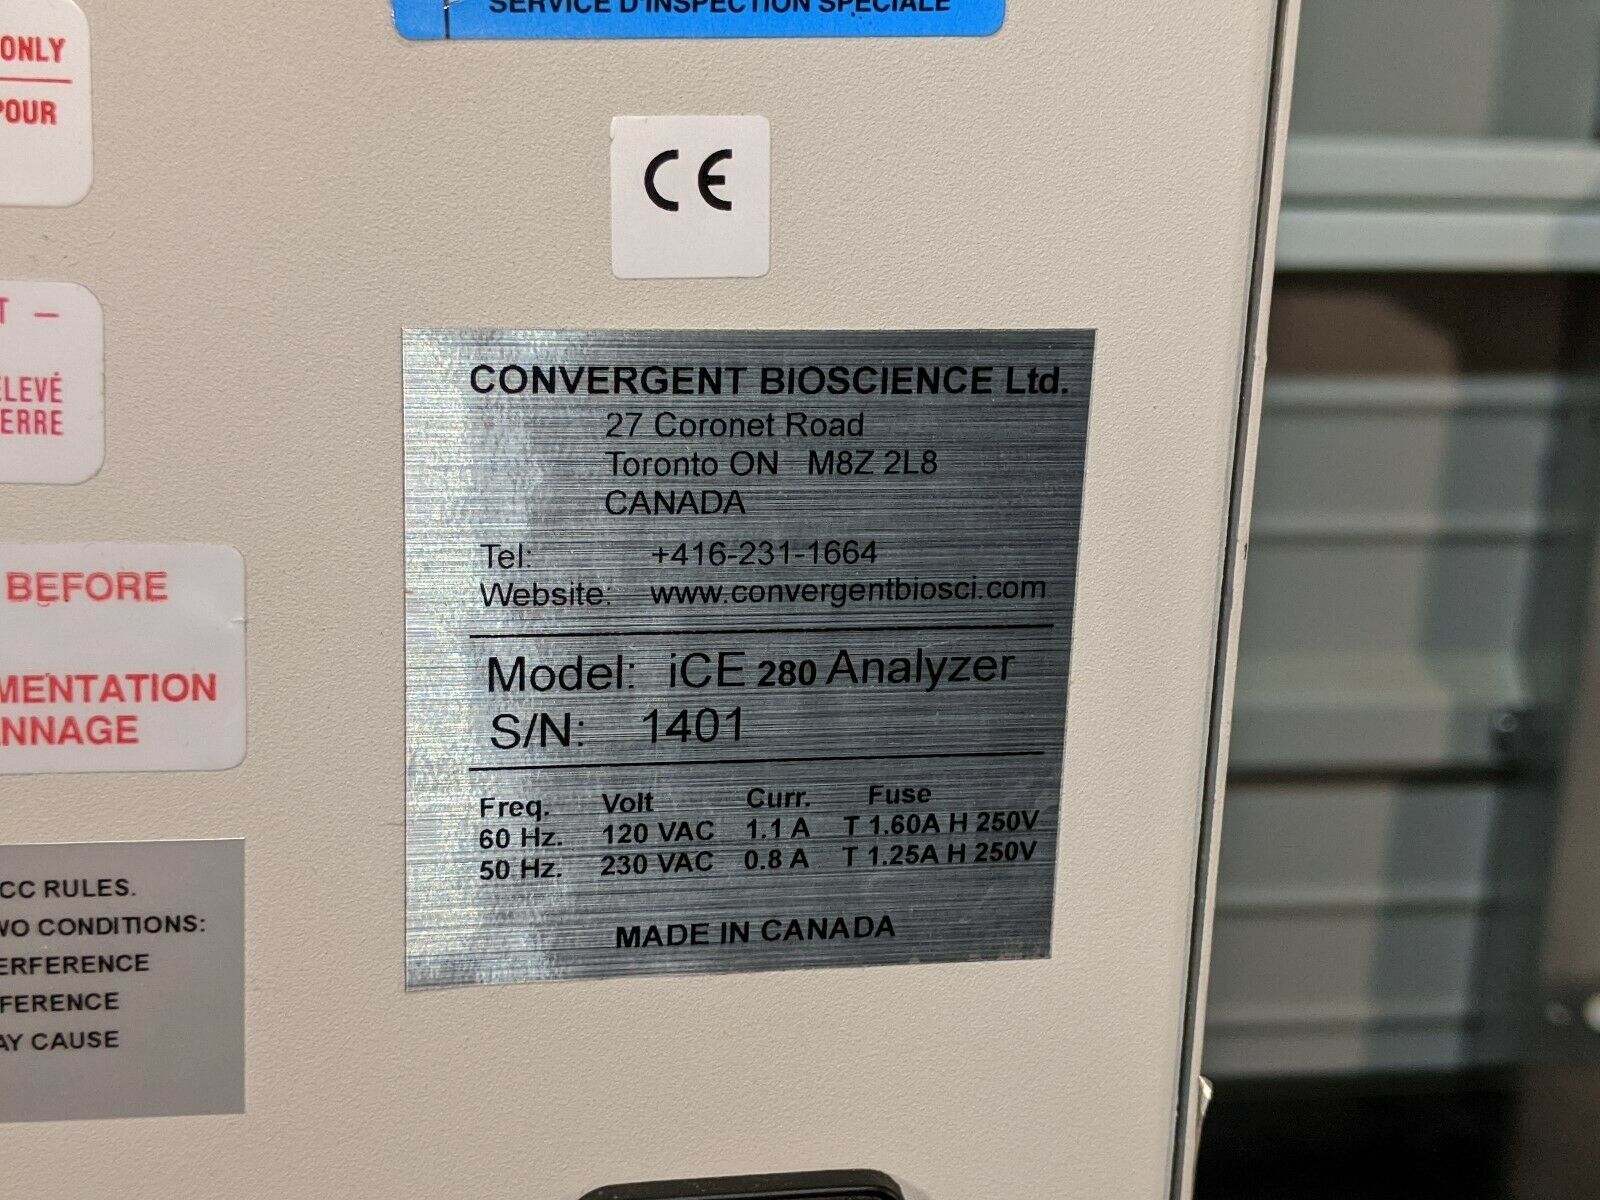 SERVICE D'INSPECTION SPÉCIALE
ONLY
POUR
CE
T —
ELEVÉ
ERRE
BEFORE
MENTATION
NNAGE
CC RULES.
WO CONDITIONS:
ERFERENCE
FERENCE
AY CAUSE
CONVERGENT BIOSCIENCE Ltd.
27 Coronet Road
Toronto ON M8Z 2L8
CANADA
Tel: +416-231-1664
Website: www.convergentbiosci.com
Model: iCE 280 Analyzer
S/N: 1401
Freq. Volt Curr. Fuse
60 Hz. 120 VAC 1.1 A T 1.60A H 250V
50 Hz. 230 VAC 0.8 A T 1.25A H 250V
MADE IN CANADA